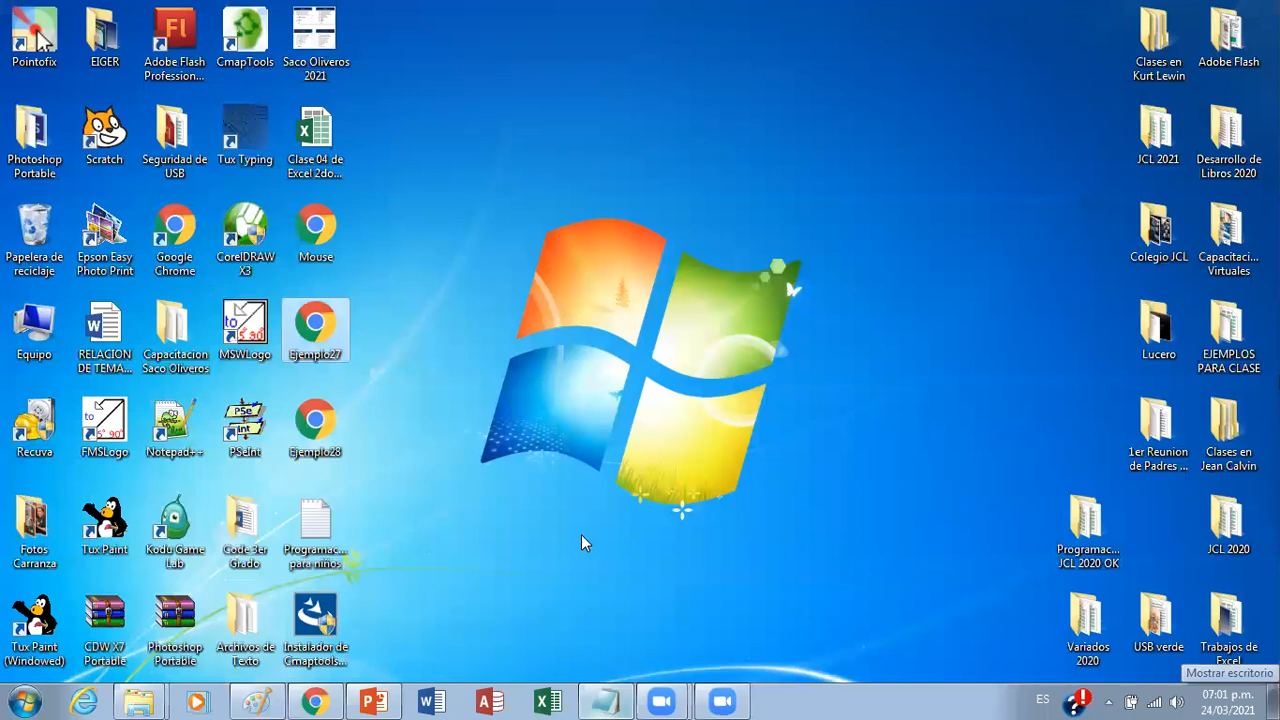 Pointofix
EIGER
Adobe Flash
Profession...
CmapTools
Saco Oliveros
2021
Clases en
Kurt Lewin
Adobe Flash
Photoshop
Portable
Scratch
Seguridad de
USB
Tux Typing
Clase 04 de
Excel 2do...
JCL 2021
Desarrollo de
Libros 2020
Papelera de
reciclaje
Epson Easy
Photo Print
Google
Chrome
CorelDRAW
X3
Mouse
Colegio JCL
Capacitaci...
Virtuales
Equipo
RELACION
DE TEMA...
Capacitacion
Saco Oliveros
MSWLogo
Ejemplo27
Lucero
EJEMPLOS
PARA CLASE
Recuva
FMSLogo
Notepad++
PSeInt
Ejemplo28
1er Reunion
de Padres ...
Clases en
Jean Calvin
Fotos
Carranza
Tux Paint
Kodu Game
Lab
Code 3er
Grado
Programac...
para niños
Programac...
JCL 2020 OK
JCL 2020
Tux Paint
(Windowed)
CDW X7
Portable
Photoshop
Portable
Archivos de
Texto
Instalador de
Cmaptools...
Variados
2020
USB verde
Trabajos de
Excel
Mostrar escritorio
ES
07:01 p.m.
24/03/2021